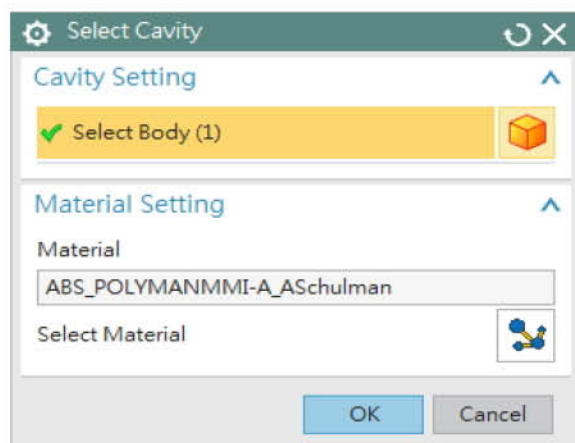 Select Cavity
Cavity Setting
Select Body (1)
Material Setting
Material
ABS_POLYMANMMI-A_ASchulman
Select Material
OK Cancel